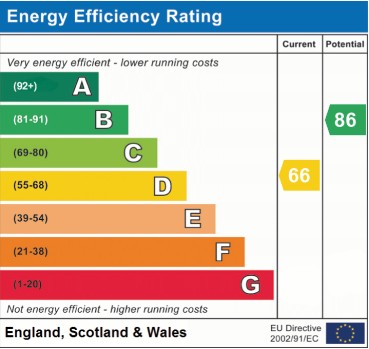 Energy Efficiency Rating
Current Potential
Very energy efficient - lower running costs
(92+) A
(81-91) B
86
(69-80) C
(55-68) D
66
(39-54) E
(21-38) F
(1-20) G
Not energy efficient - higher running costs
England, Scotland & Wales
EU Directive
2002/91/EC